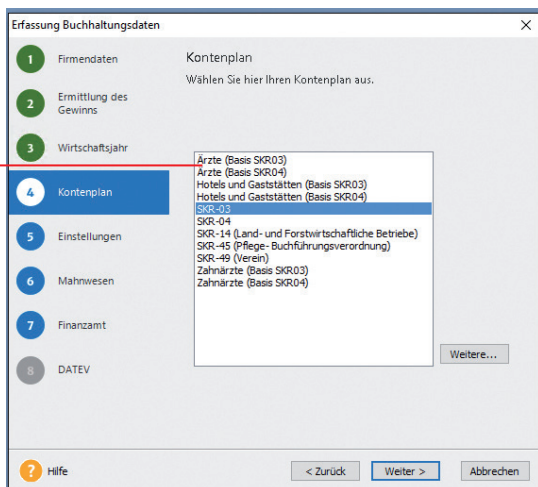 Erfassung Buchhaltungsdaten
1 Firmendaten
2 Ermittlung des
Gewinns
3 Wirtschaftsjahr
4 Kontenplan
5 Einstellungen
6 Mahnwesen
7 Finanzamt
8 DATEV
Kontenplan
Wählen Sie hier Ihren Kontenplan aus.
Ärzte (Basis SKR03)
Ärzte (Basis SKR04)
Hotels und Gaststätten (Basis SKR03)
Hotels und Gaststätten (Basis SKR04)
SKR-03
SKR-04
SKR-14 (Land- und Forstwirtschaftliche Betriebe)
SKR-45 (Pflege- Buchführungsverordnung)
SKR-49 (Verein)
Zahnärzte (Basis SKR03)
Zahnärzte (Basis SKR04)
Weitere...
? Hilfe
< Zurück
Weiter >
Abbrechen